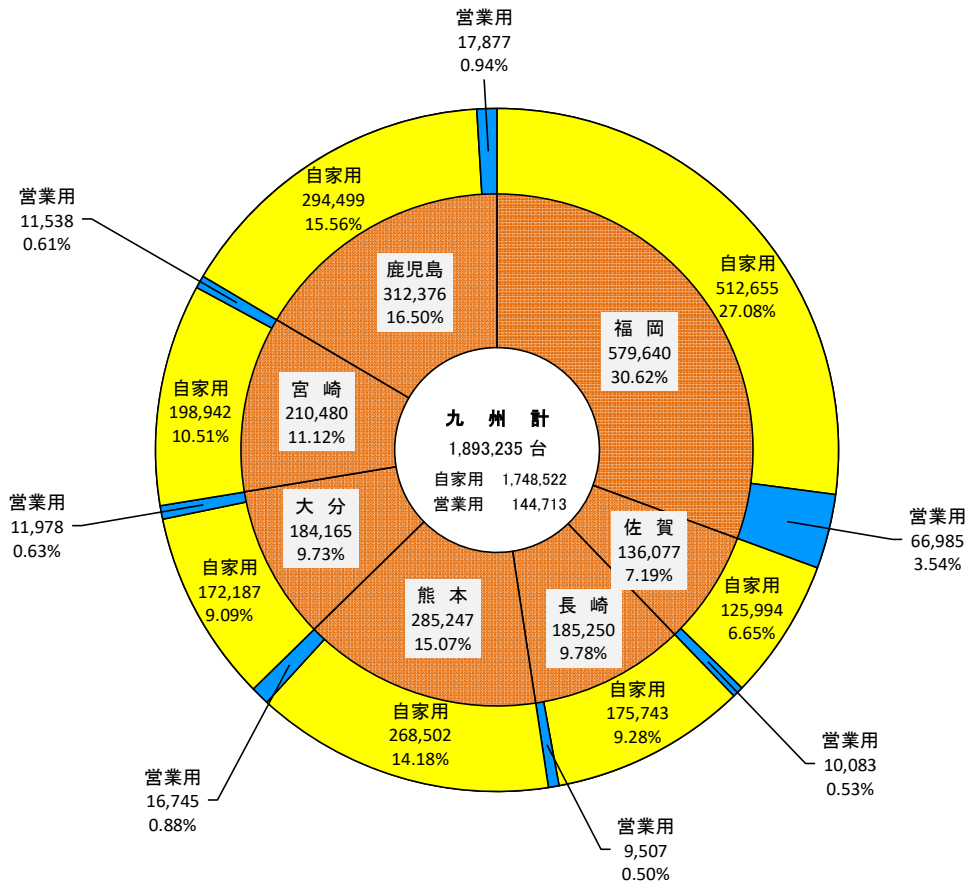 営業用
17,877
0.94%
自家用
294,499
15.56%
営業用
11,538
0.61%
自家用
512,655
27.08%
鹿児島
312,376
16.50%
福 岡
579,640
30.62%
自家用
198,942
10.51%
宮 崎
210,480
11.12%
九 州 計
1,893,235 台
自家用 1,748,522
営業用 144,713
営業用
11,978
0.63%
大 分
184,165
9.73%
佐 賀
136,077
7.19%
営業用
66,985
3.54%
自家用
172,187
9.09%
熊 本
285,247
15.07%
長 崎
185,250
9.78%
125,994
6.65%
自家用
268,502
14.18%
自家用
175,743
9.28%
営業用
16,745
0.88%
営業用
10,083
0.53%
営業用
9,507
0.50%